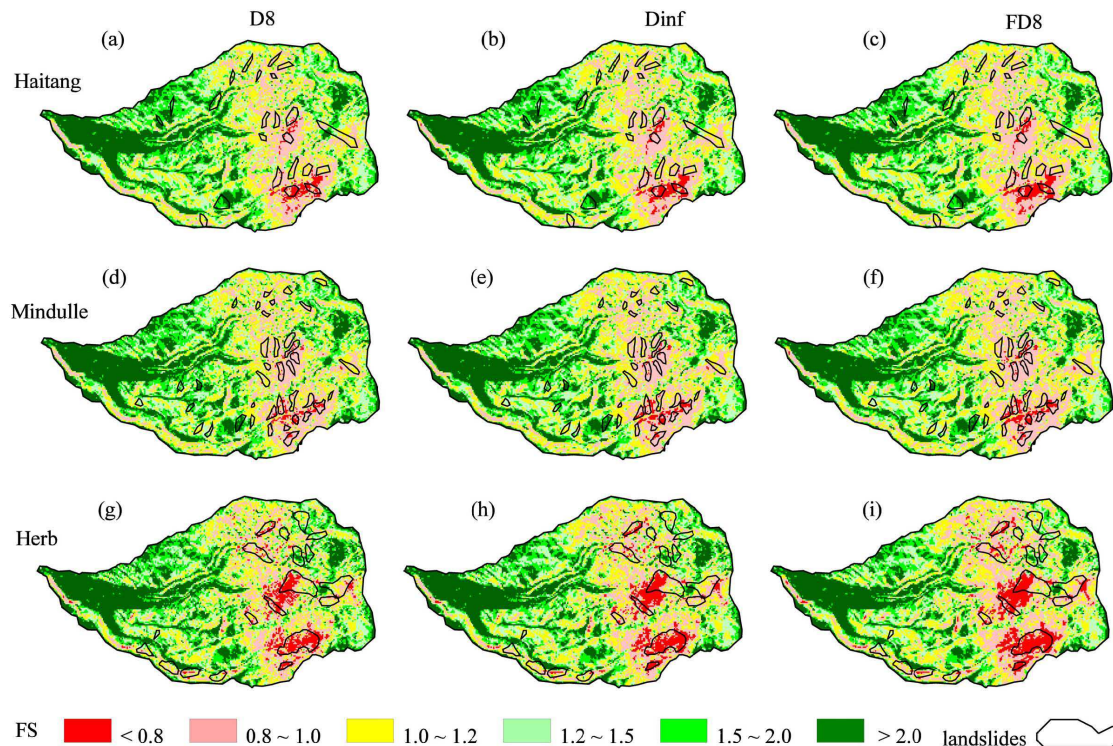 D8 Dinf FD8
(a) (b) (c)
Haitang
(d) (e) (f)
Mindulle
(g) (h) (i)
Herb
FS < 0.8 0.8 ~ 1.0 1.0 ~ 1.2 1.2 ~ 1.5 1.5 ~ 2.0 > 2.0 landslides